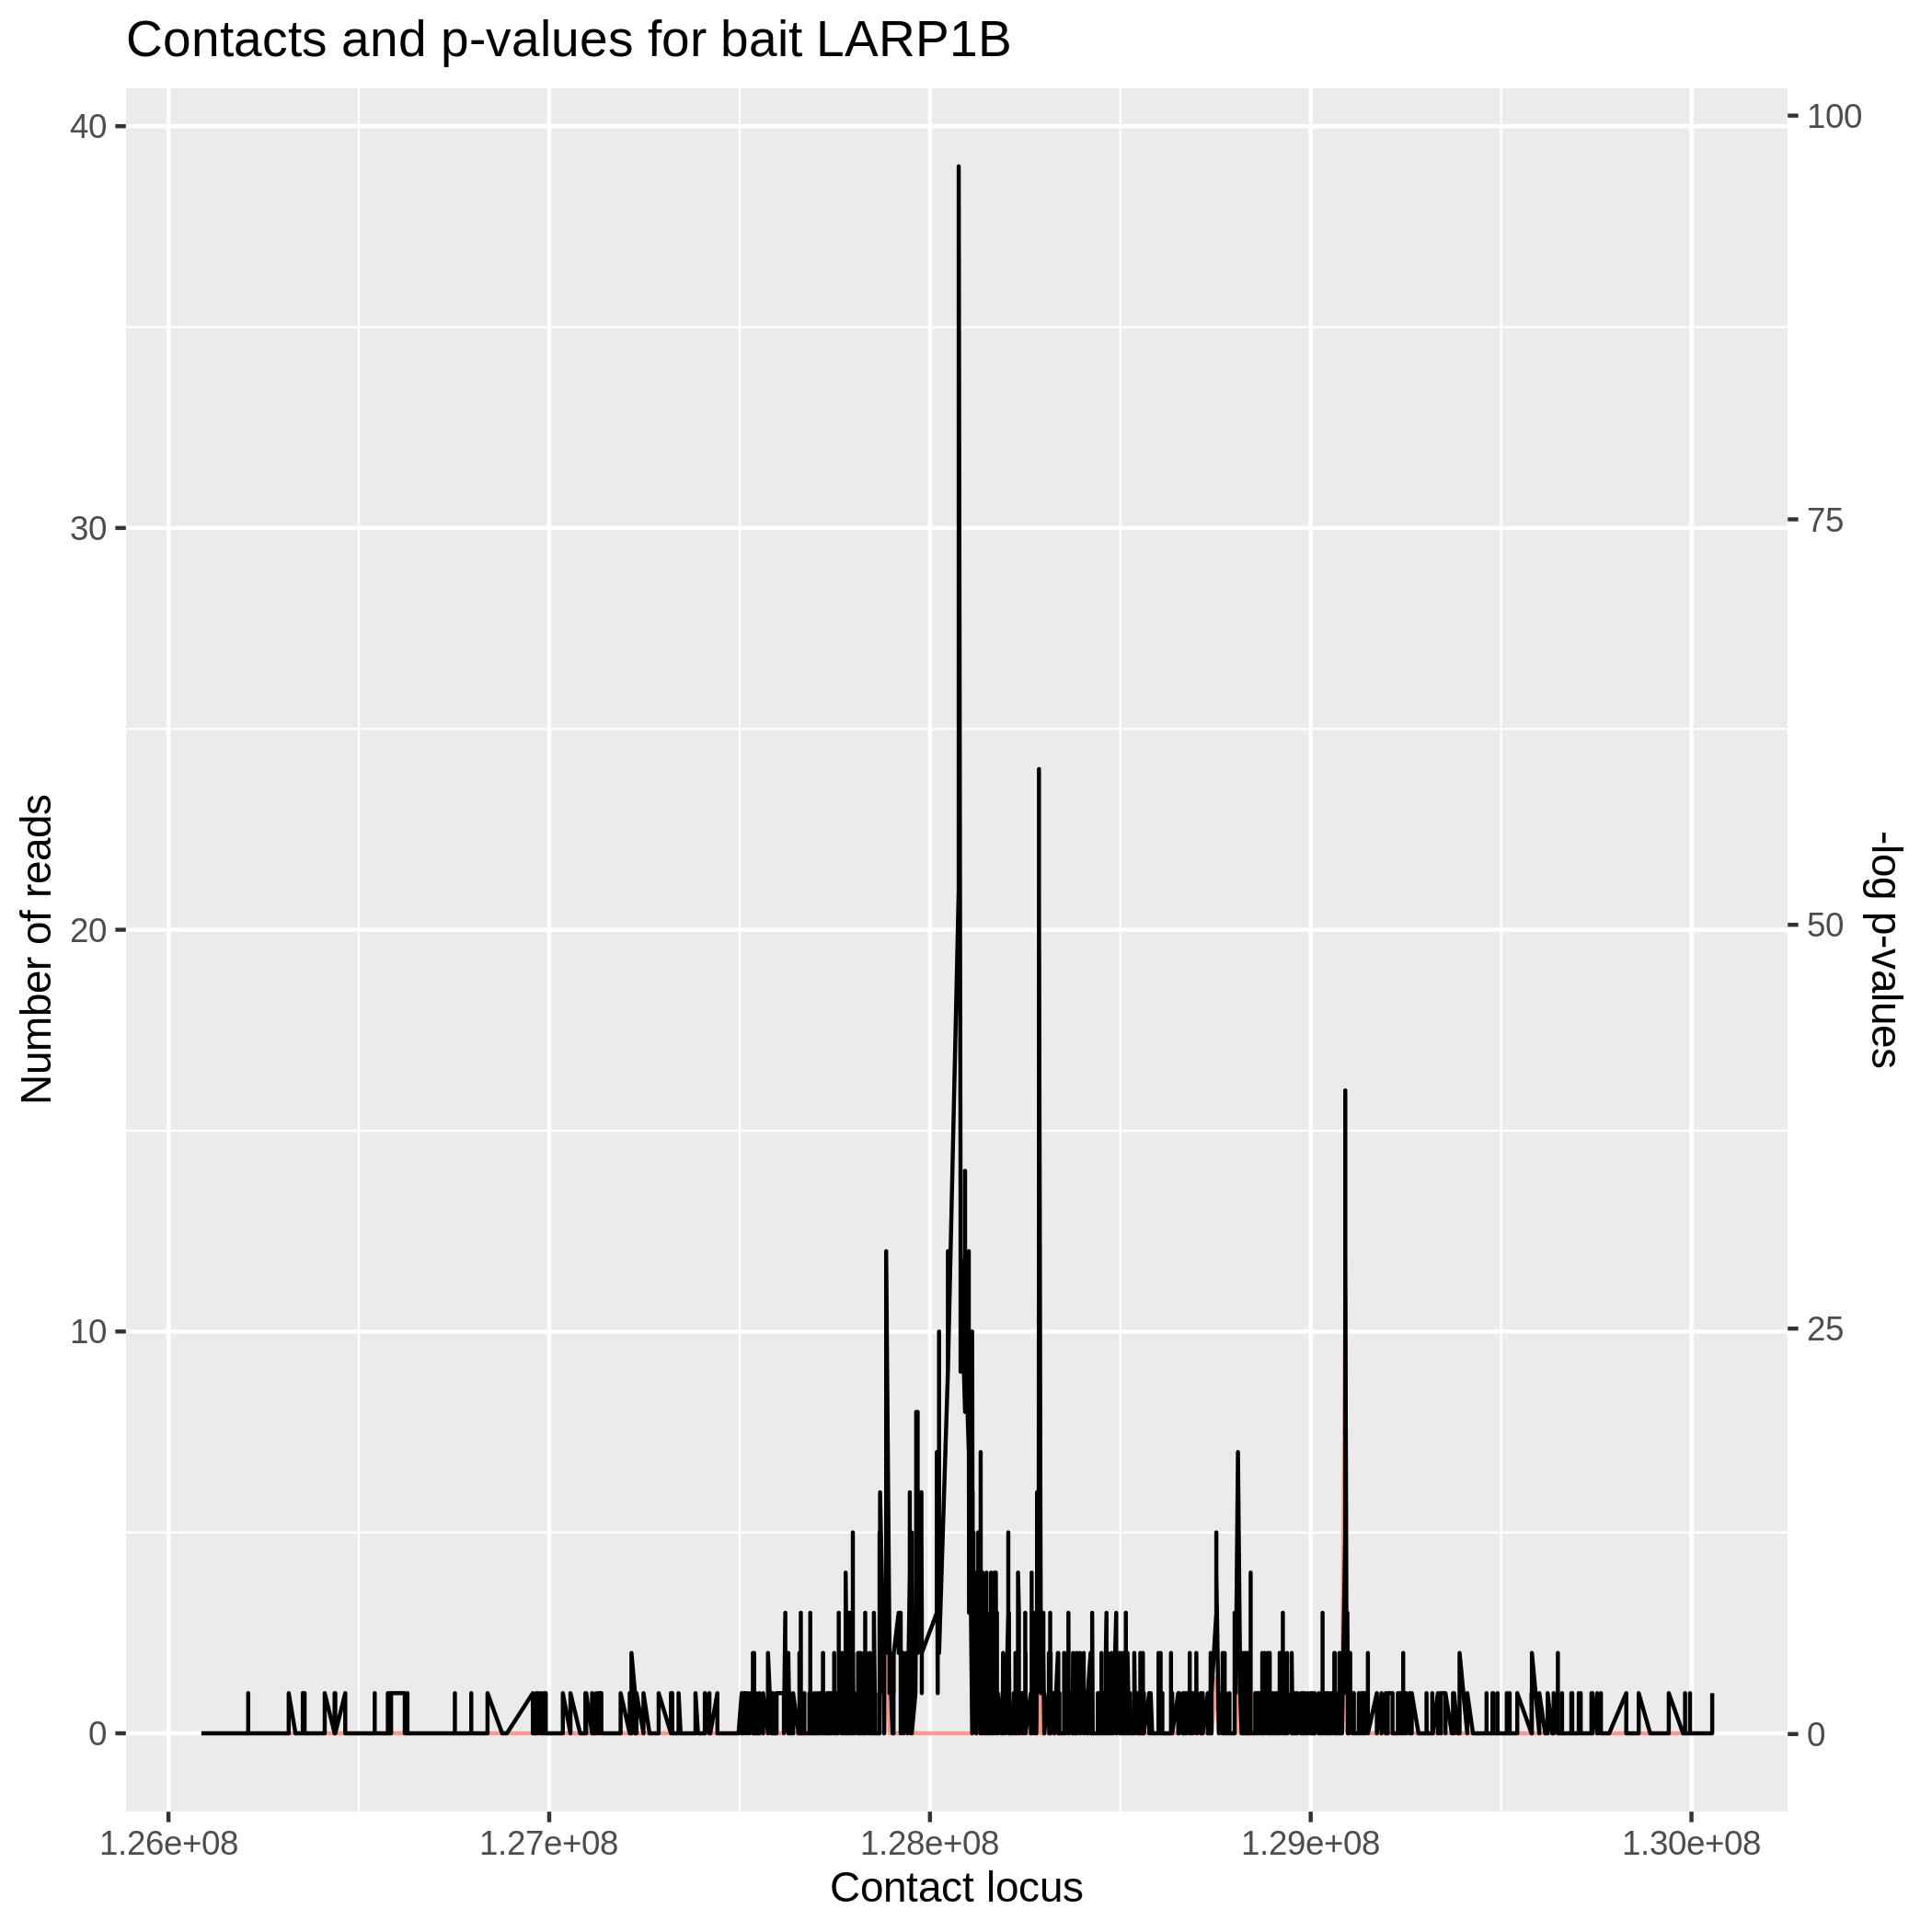 Contacts and p-values for bait LARP1B
40
30
20
10
0
Number of reads
100
75
50
25
0
-log p-values
1.26e+08
1.27e+08
1.28e+08
1.29e+08
1.30e+08
Contact locus